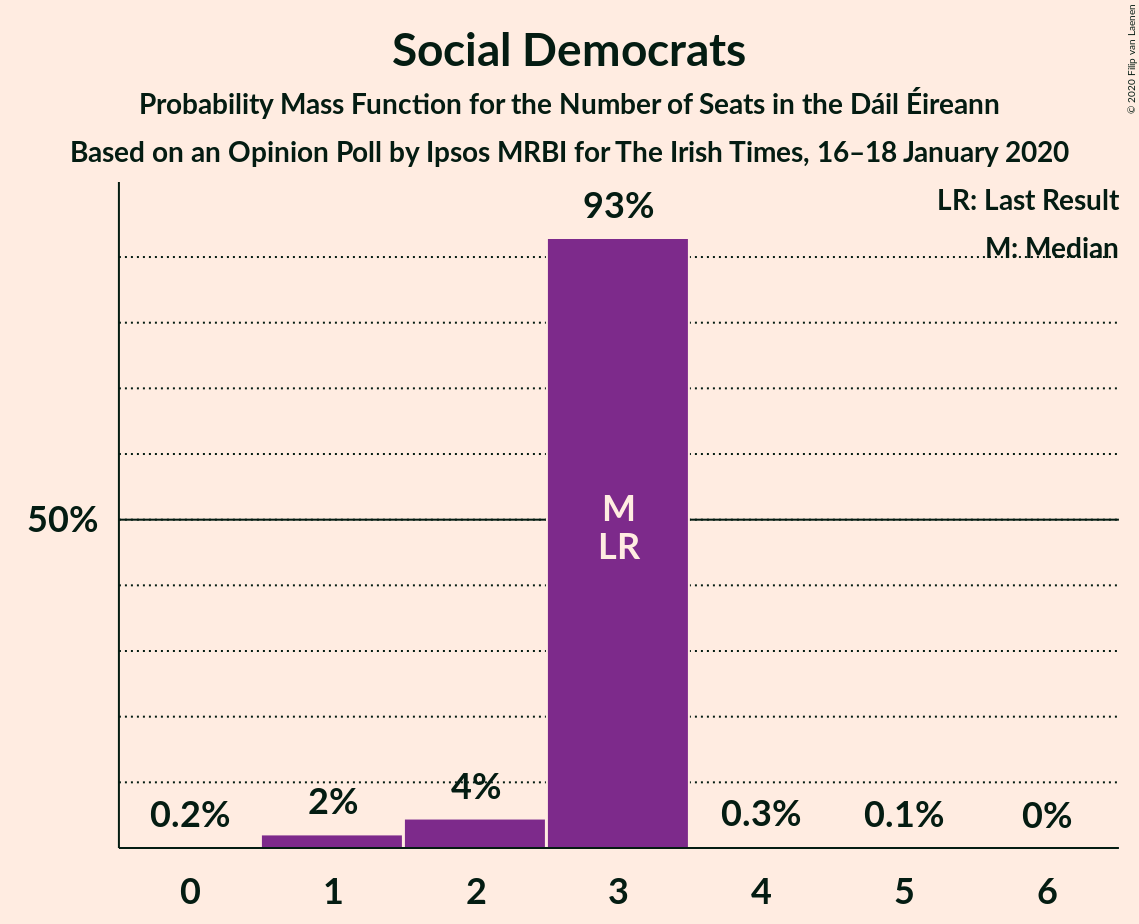 Social Democrats
Probability Mass Function for the Number of Seats in the Dáil Éireann
Based on an Opinion Poll by Ipsos MRBI for The Irish Times, 16–18 January 2020
© 2020 Filip van Laenen
LR: Last Result
M: Median
93%
50%
M
LR
0.2%
2%
4%
0.3%
0.1%
0%
0 1 2 3 4 5 6